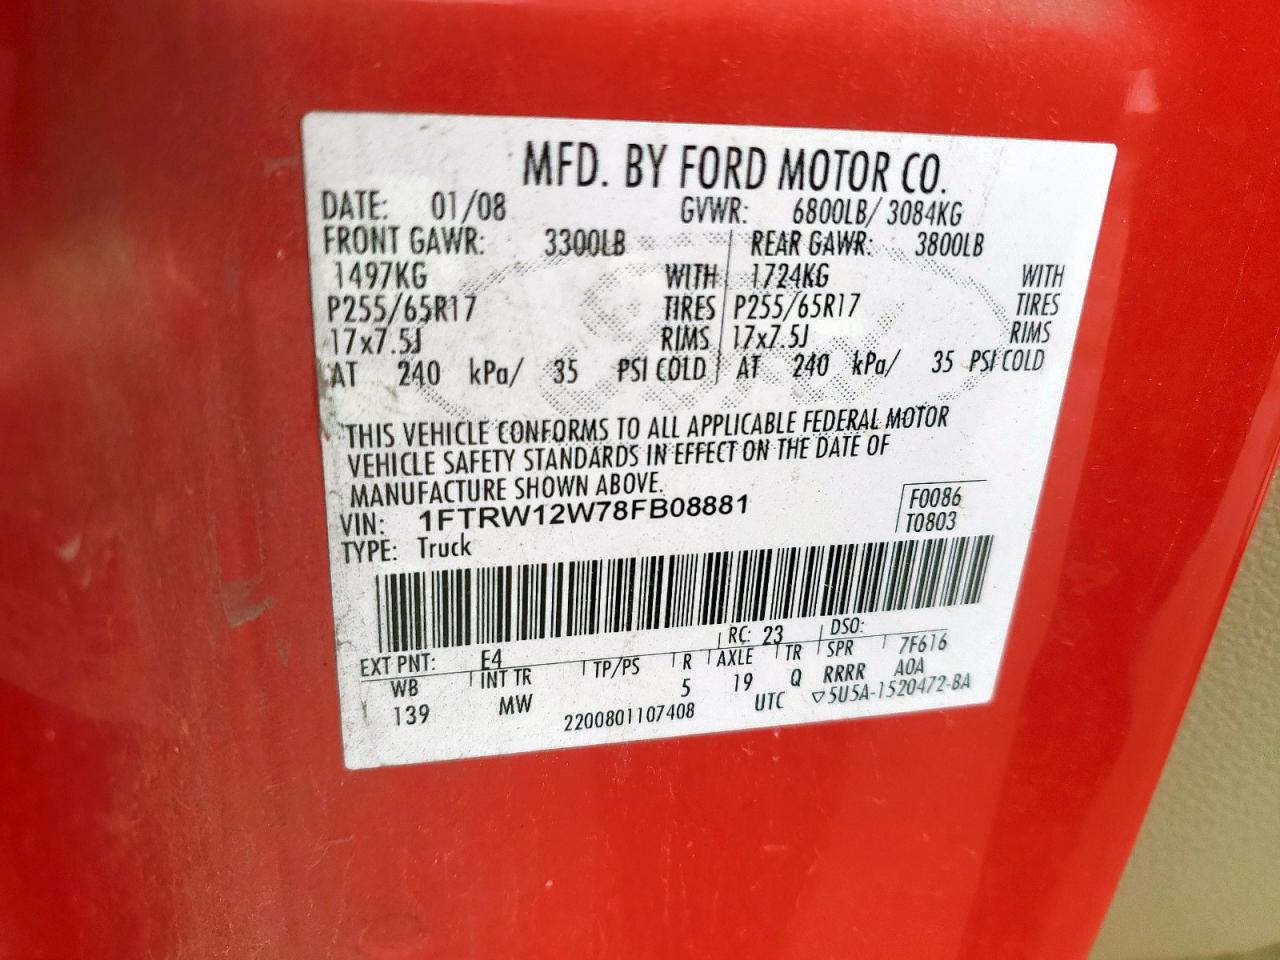 MFD. BY FORD MOTOR CO.
DATE: 01/08 GVWR: 6800LB/ 3084KG
FRONT GAWR: 3300LB REAR GAWR: 3800LB
1497KG WITH 1724KG WITH
P255/65R17 TIRES P255/65R17 TIRES
17x7.5J RIMS 17x7.5J RIMS
AT 240 kPa/ 35 PSI COLD AT 240 kPa/ 35 PSI COLD
THIS VEHICLE CONFORMS TO ALL APPLICABLE FEDERAL MOTOR
VEHICLE SAFETY STANDARDS IN EFFECT ON THE DATE OF
MANUFACTURE SHOWN ABOVE.
VIN: 1FTRW12W78FB08881 F0086
TYPE: Truck T0803
EXT PNT: E4 RC: 23 DSO:
WB INT TR TP/PS R AXLE TR SPR 7F616
139 MW 5 19 Q RRRR A0A
2200801107408 UTC ▽5U5A-1520472-BA